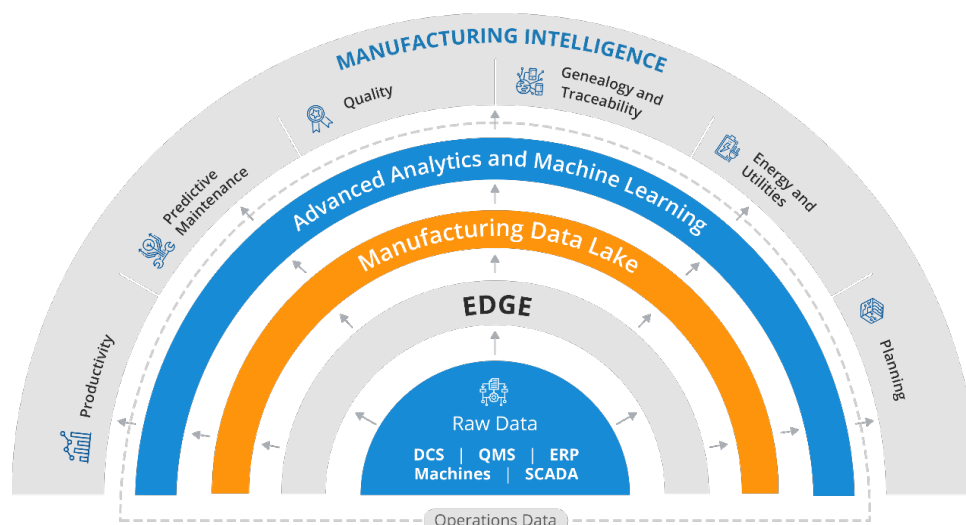 MANUFACTURING INTELLIGENCE
Productivity
Predictive
Maintenance
Quality
Genealogy and
Traceability
Energy and
Utilities
Planning
Advanced Analytics and Machine Learning
Manufacturing Data Lake
EDGE
Raw Data
DCS | QMS | ERP
Machines | SCADA
Operations Data